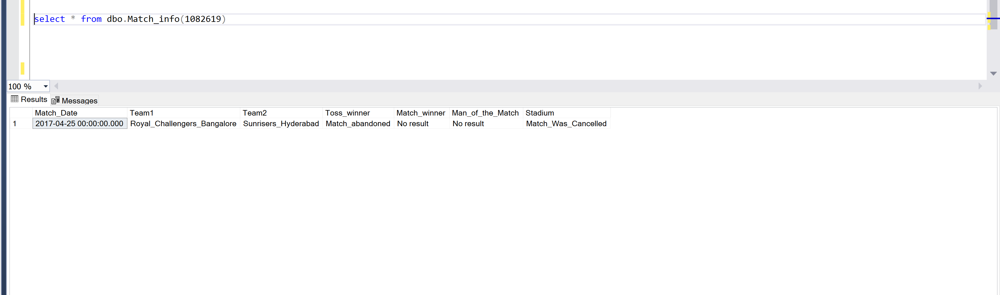 select * from dbo.Match_info(1082619)
100 %
Results Messages
Match_Date Team1 Team2 Toss_winner Match_winner Man_of_the_Match Stadium
1 2017-04-25 00:00:00.000 Royal_Challengers_Bangalore Sunrisers_Hyderabad Match_abandoned No result No result Match_Was_Cancelled